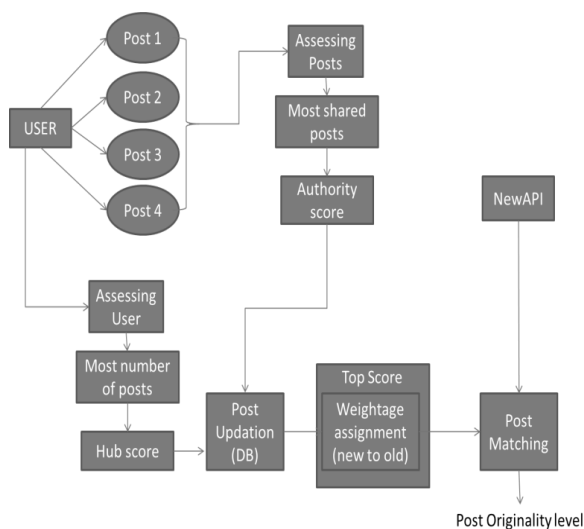 Post 1
Post 2
USER
Post 3
Post 4
Assessing
Posts
Most shared
posts
Authority
score
NewAPI
Assessing
User
Most number
of posts
Hub score
Post
Updation
(DB)
Top Score
Weightage
assignment
(new to old)
Post
Matching
Post Originality level